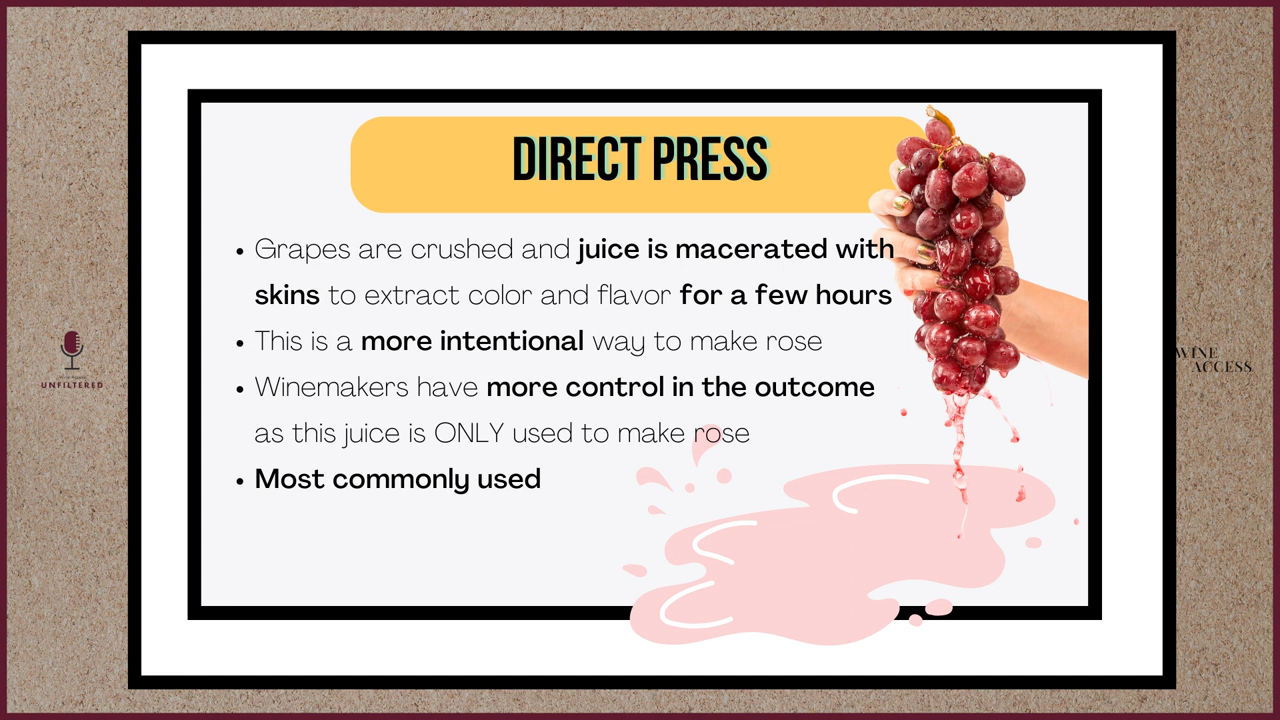 DIRECT PRESS
• Grapes are crushed and juice is macerated with
skins to extract color and flavor for a few hours
• This is a more intentional way to make rose
• Winemakers have more control in the outcome
as this juice is ONLY used to make rose
• Most commonly used
Wine Access
UNFILTERED
WINE
ACCESS